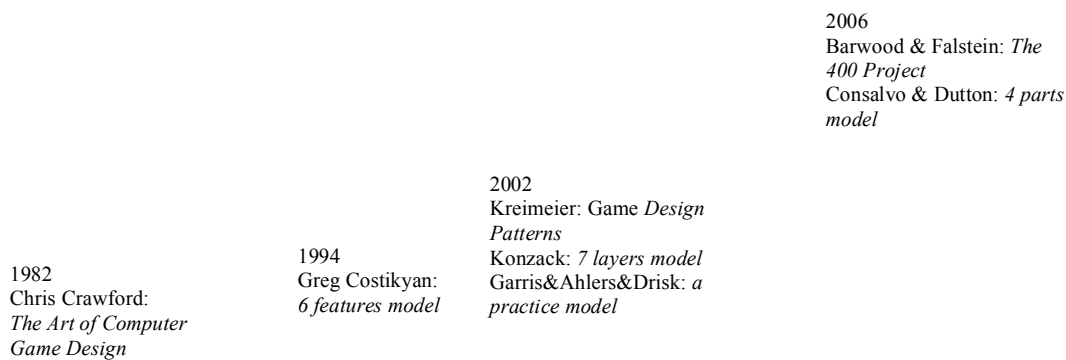 1982
Chris Crawford:
The Art of Computer
Game Design
1994
Greg Costikyan:
6 features model
2002
Kreimeier: Game Design
Patterns
Konzack: 7 layers model
Garris&Ahlers&Drisk: a
practice model
2006
Barwood & Falstein: The
400 Project
Consalvo & Dutton: 4 parts
model